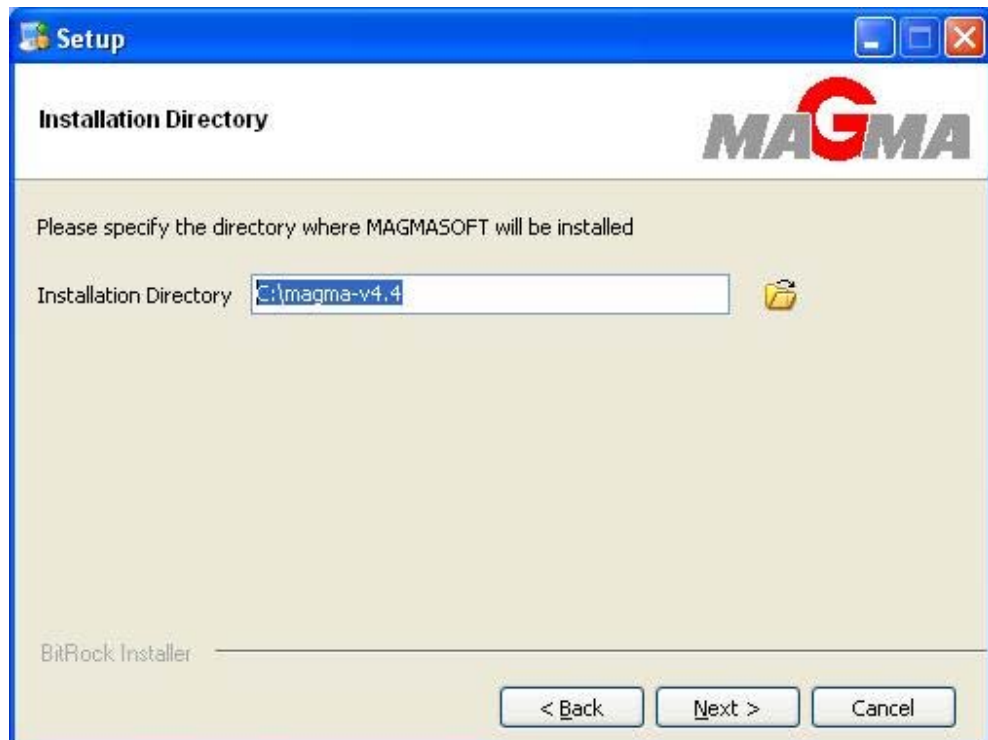 Setup
Installation Directory
MAGMA
Please specify the directory where MAGMASOFT will be installed
Installation Directory C:\magma-v4.4
BitRock Installer
< Back Next > Cancel